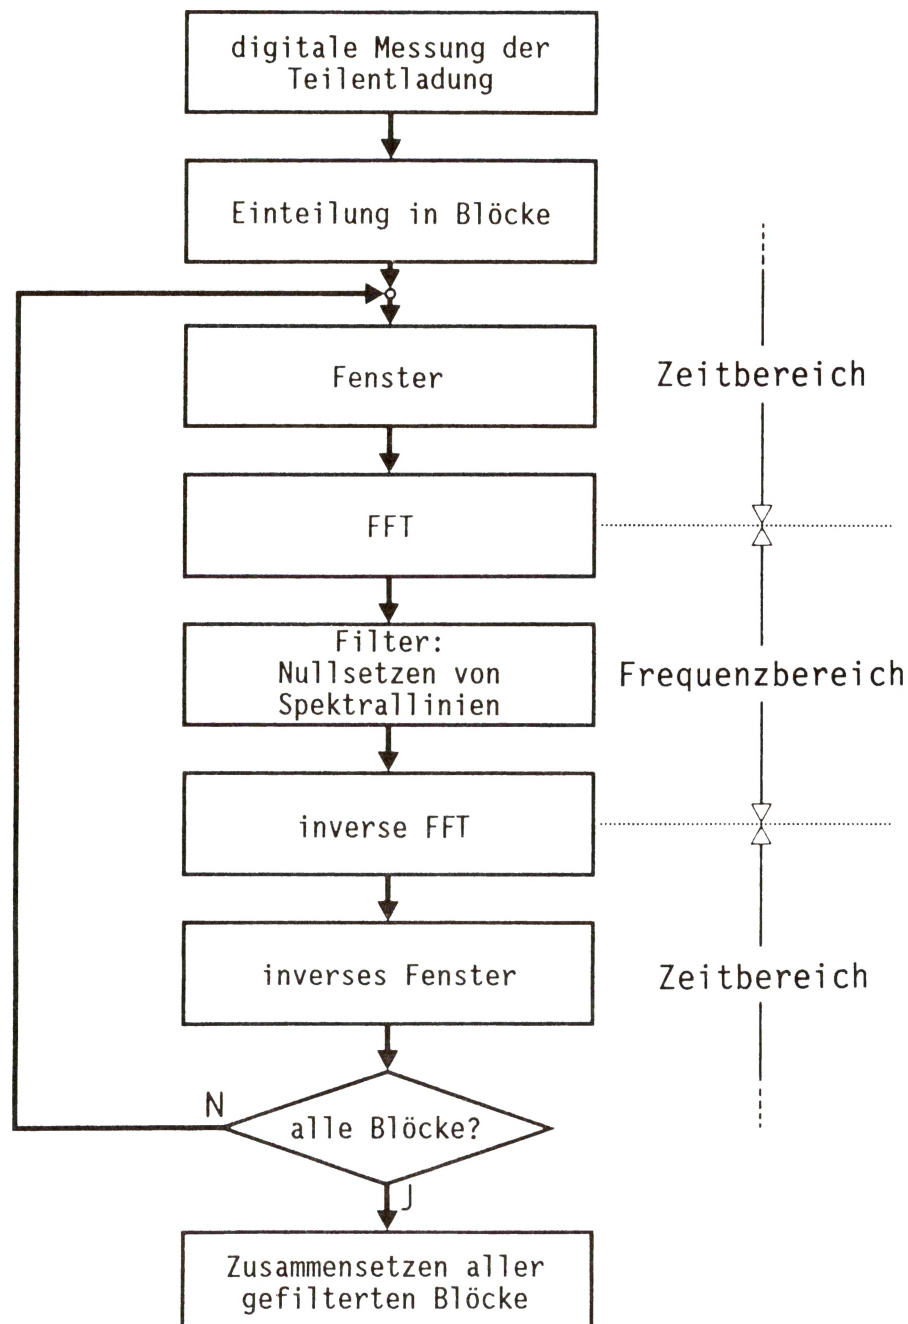 digitale Messung der
Teilentladung
Einteilung in Blöcke
Fenster
Zeitbereich
FFT
Filter:
Nullsetzen von
Spektrallinien
Frequenzbereich
inverse FFT
inverses Fenster
Zeitbereich
N
alle Blöcke?
J
Zusammensetzen aller
gefilterten Blöcke